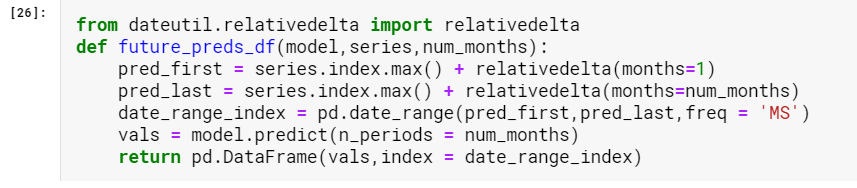 [26]:
from dateutil.relativedelta import relativedelta
def future_preds_df(model,series,num_months):
    pred_first = series.index.max() + relativedelta(months=1)
    pred_last = series.index.max() + relativedelta(months=num_months)
    date_range_index = pd.date_range(pred_first,pred_last,freq = 'MS')
    vals = model.predict(n_periods = num_months)
    return pd.DataFrame(vals,index = date_range_index)